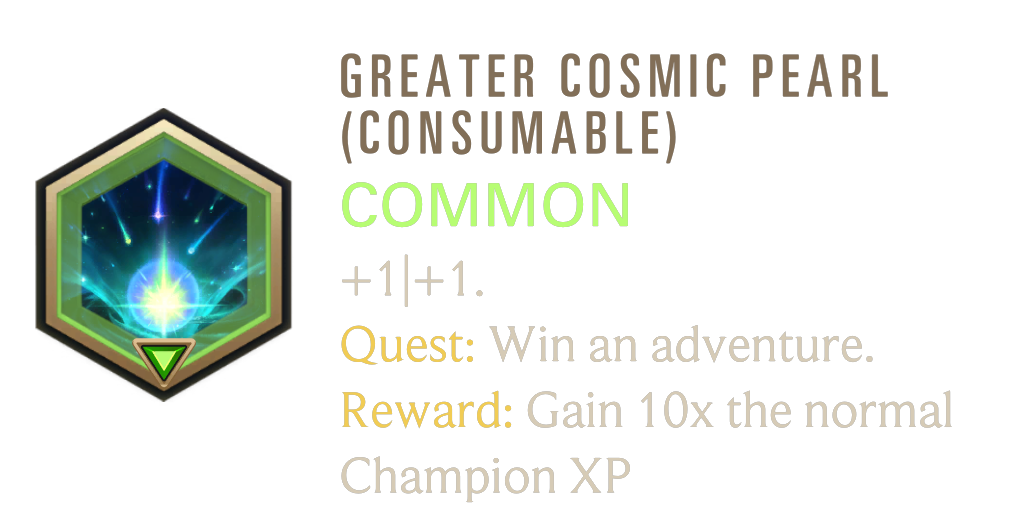 GREATER COSMIC PEARL
(CONSUMABLE)
COMMON
+1|+1.
Quest: Win an adventure.
Reward: Gain 10x the normal
Champion XP